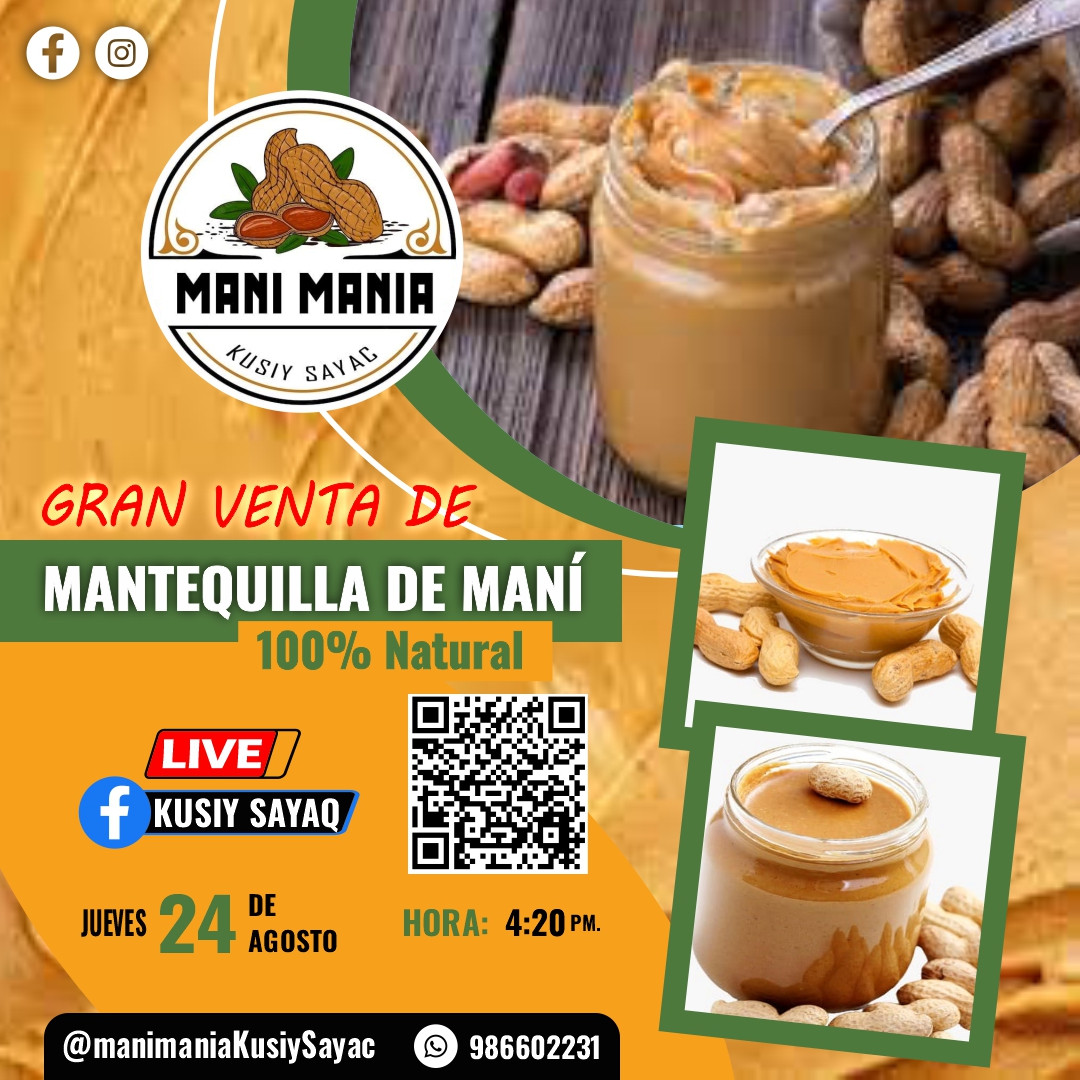 MANI MANIA
KUSIY SAYAC
GRAN VENTA DE
MANTEQUILLA DE MANÍ
100% Natural
LIVE
KUSIY SAYAQ
JUEVES 24 DE
AGOSTO
HORA: 4:20 PM.
@manimaniaKusiySayac
986602231